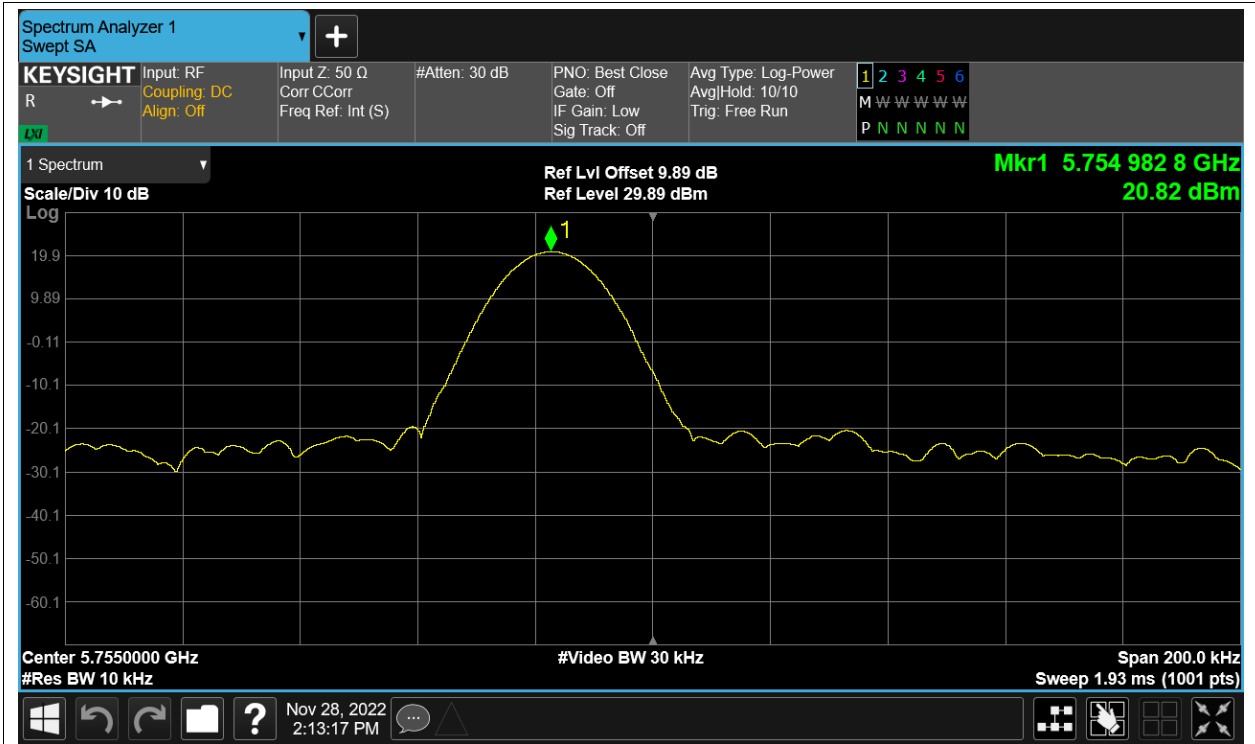 Spectrum Analyzer 1
Swept SA
KEYSIGHT
R
LXI
Input: RF
Coupling: DC
Align: Off
Input Z: 50 Ω
Corr CCorr
Freq Ref: Int (S)
#Atten: 30 dB
PNO: Best Close
Gate: Off
IF Gain: Low
Sig Track: Off
Avg Type: Log-Power
Avg|Hold: 10/10
Trig: Free Run
1 2 3 4 5 6
M W W W W W W
P N N N N N N
1 Spectrum
Scale/Div 10 dB
Log
Ref Lvl Offset 9.89 dB
Ref Level 29.89 dBm
Mkr1 5.754 982 8 GHz
20.82 dBm
1
19.9
9.89
-0.11
-10.1
-20.1
-30.1
-40.1
-50.1
-60.1
Center 5.7550000 GHz
#Video BW 30 kHz
Span 200.0 kHz
#Res BW 10 kHz
Sweep 1.93 ms (1001 pts)
?
Nov 28, 2022
2:13:17 PM